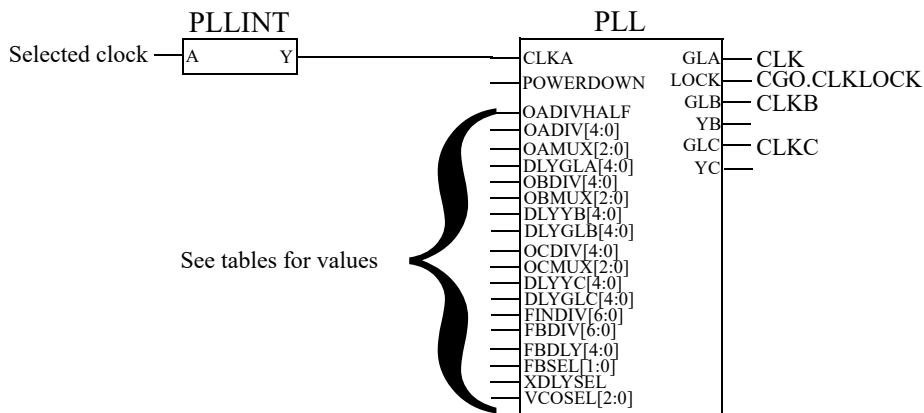 PLLINT
PLL
Selected clock
A
Y
CLKA
GLA
CLK
POWERDOWN
LOCK
CGO.CLKLOCK
OADIVHALF
GLB
CLKB
OADIV[4:0]
YB
OAMUX[2:0]
GLC
CLKC
DLYGLA[4:0]
YC
OBDIV[4:0]
OBMUX[2:0]
DLYYB[4:0]
DLYGLB[4:0]
OCDIV[4:0]
See tables for values
OCMUX[2:0]
DLYYC[4:0]
DLYGLC[4:0]
FINDIV[6:0]
FBDIV[6:0]
FBDLY[4:0]
FBSEL[1:0]
XDLYSEL
VCOSEL[2:0]